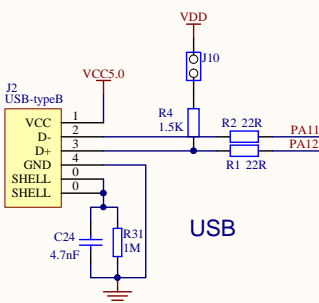 VDD
J10
J2
USB-typeB
VCC5.0
VCC 1
D- 2
D+ 3
GND 4
SHELL 0
SHELL 0
R4
1.5K
R2 22R
PA11
PA12
R1 22R
C24
4.7nF
R31
1M
USB